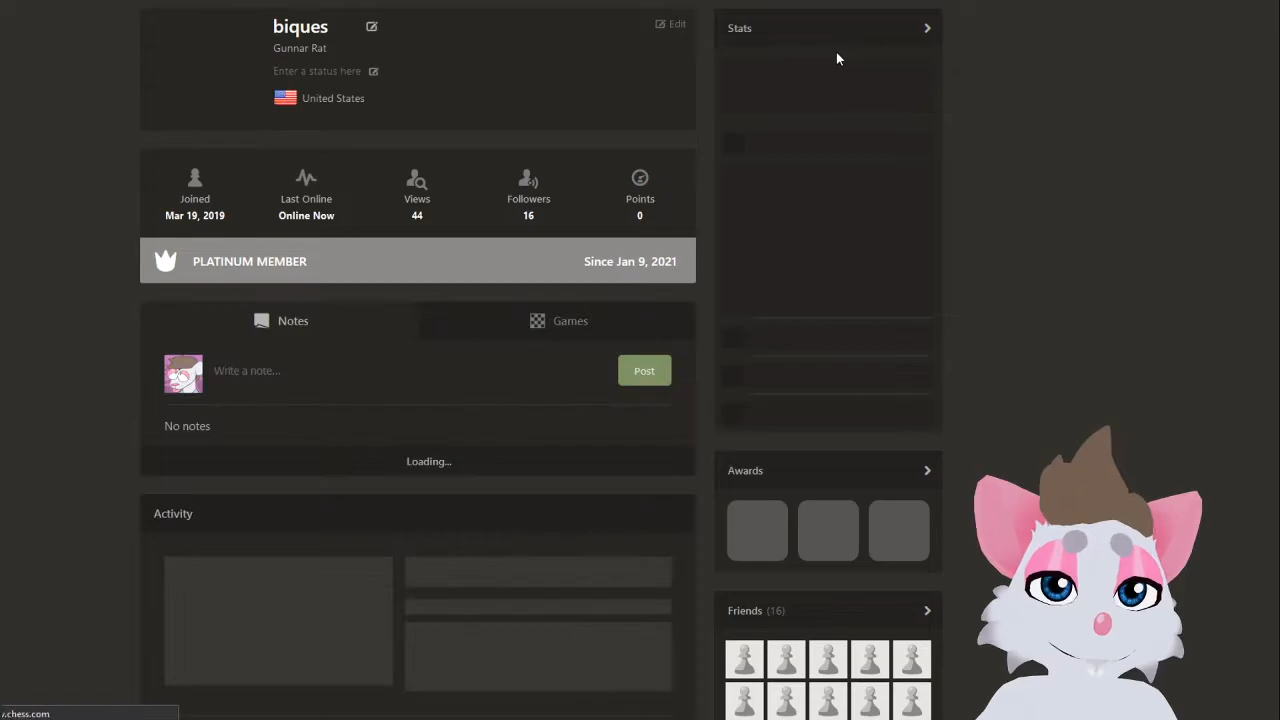 biques
Edit
Gunnar Rat
Enter a status here
United States
Joined
Mar 19, 2019
Last Online
Online Now
Views
44
Followers
16
Points
0
PLATINUM MEMBER
Since Jan 9, 2021
Notes
Games
Write a note...
Post
No notes
Loading...
Activity
Stats
Awards
Friends (16)
v.chess.com